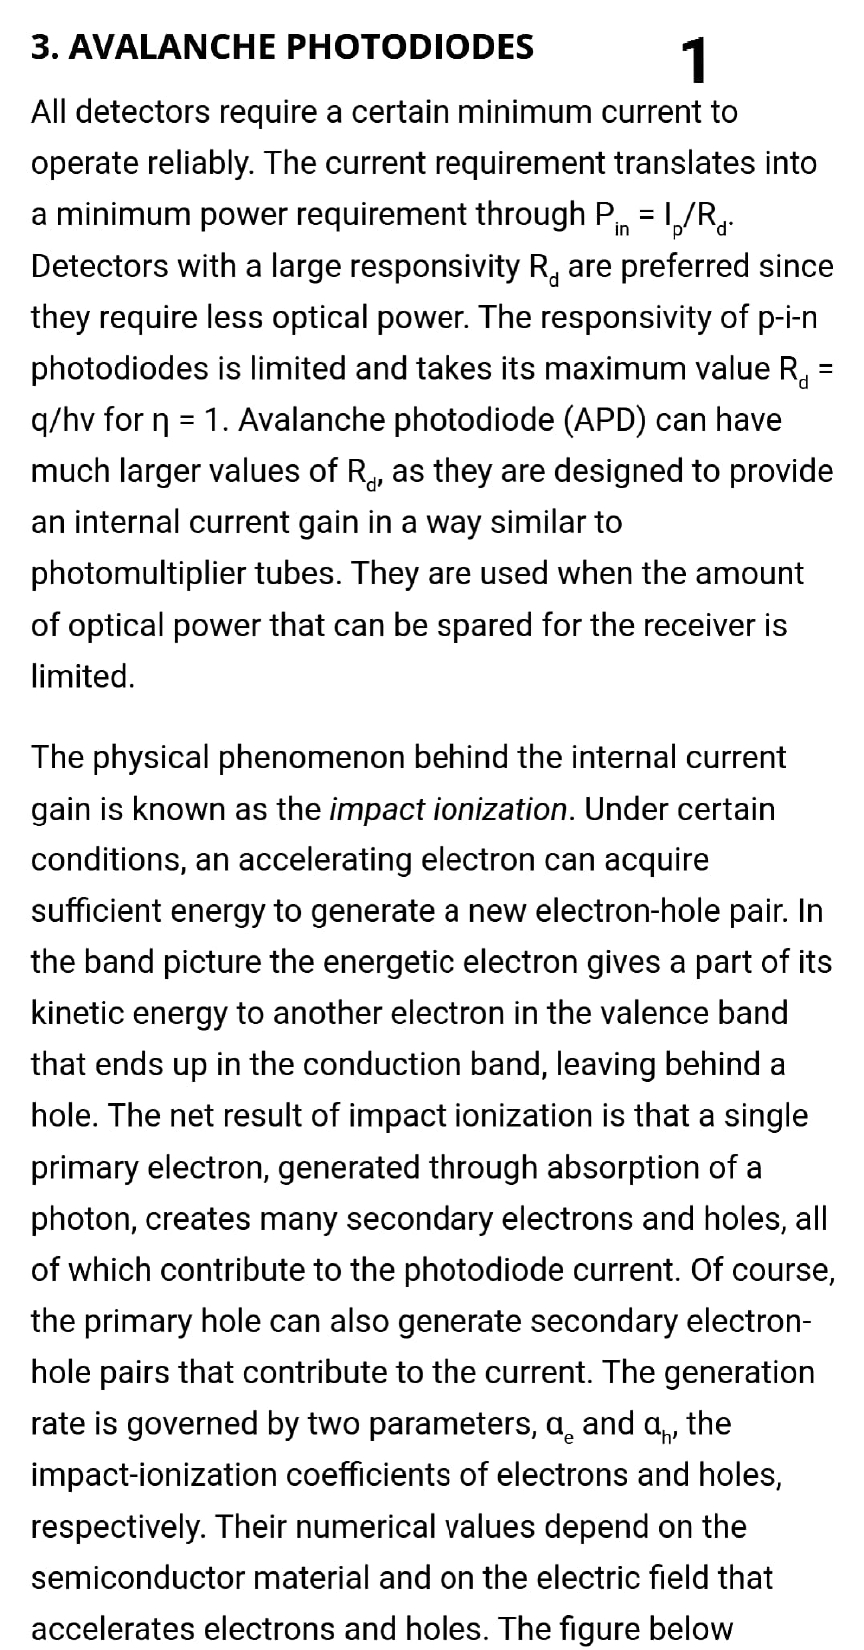 3. AVALANCHE PHOTODIODES
1
All detectors require a certain minimum current to
operate reliably. The current requirement translates into
a minimum power requirement through Pin = Ip/Rd.
Detectors with a large responsivity Rd are preferred since
they require less optical power. The responsivity of p-i-n
photodiodes is limited and takes its maximum value Rd =
q/hv for η = 1. Avalanche photodiode (APD) can have
much larger values of Rd, as they are designed to provide
an internal current gain in a way similar to
photomultiplier tubes. They are used when the amount
of optical power that can be spared for the receiver is
limited.
The physical phenomenon behind the internal current
gain is known as the impact ionization. Under certain
conditions, an accelerating electron can acquire
sufficient energy to generate a new electron-hole pair. In
the band picture the energetic electron gives a part of its
kinetic energy to another electron in the valence band
that ends up in the conduction band, leaving behind a
hole. The net result of impact ionization is that a single
primary electron, generated through absorption of a
photon, creates many secondary electrons and holes, all
of which contribute to the photodiode current. Of course,
the primary hole can also generate secondary electron-
hole pairs that contribute to the current. The generation
rate is governed by two parameters, αe and αh, the
impact-ionization coefficients of electrons and holes,
respectively. Their numerical values depend on the
semiconductor material and on the electric field that
accelerates electrons and holes. The figure below